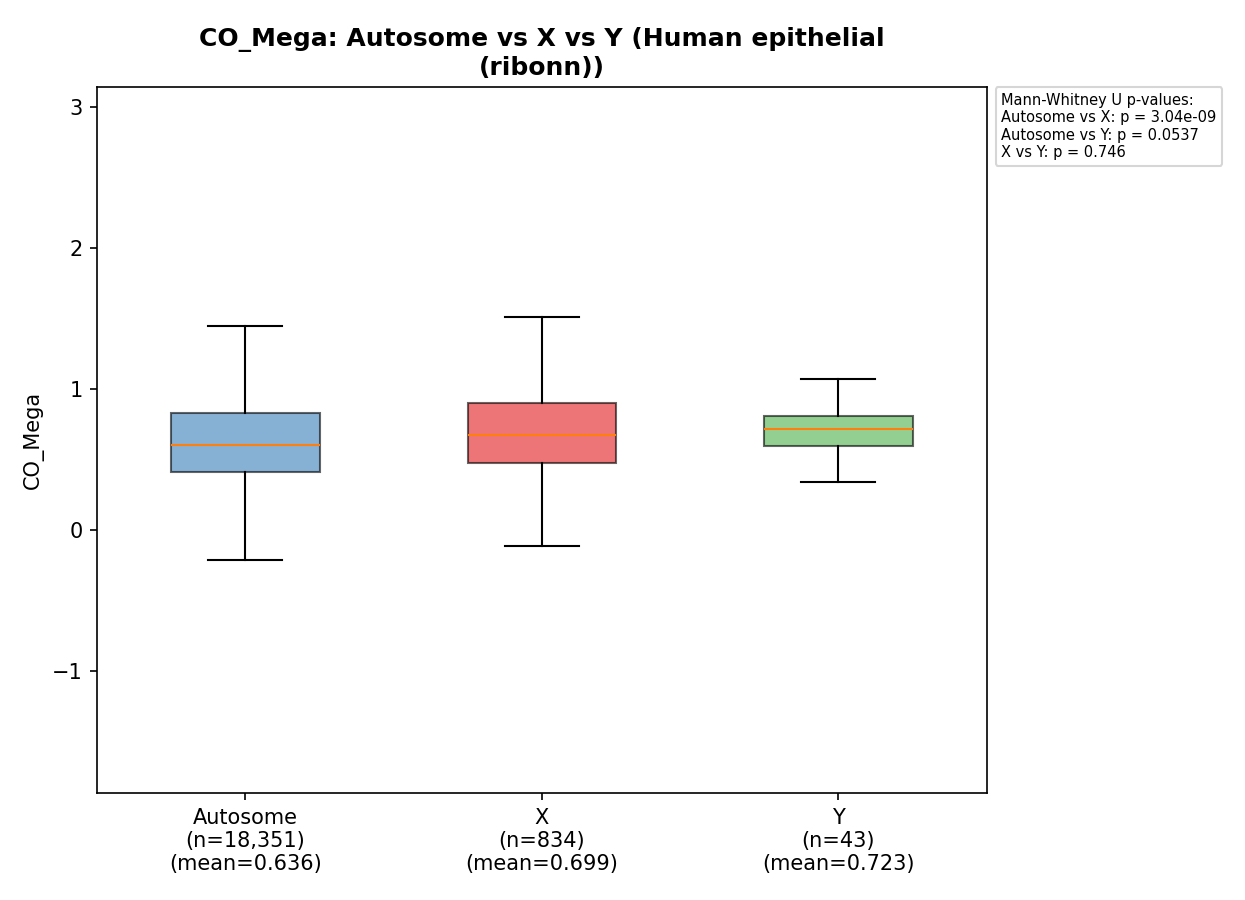 CO_Mega: Autosome vs X vs Y (Human epithelial
(ribonn))
Mann-Whitney U p-values:
Autosome vs X: p = 3.04e-09
Autosome vs Y: p = 0.0537
X vs Y: p = 0.746
3
2
1
0
−1
CO_Mega
Autosome
(n=18,351)
(mean=0.636)
X
(n=834)
(mean=0.699)
Y
(n=43)
(mean=0.723)